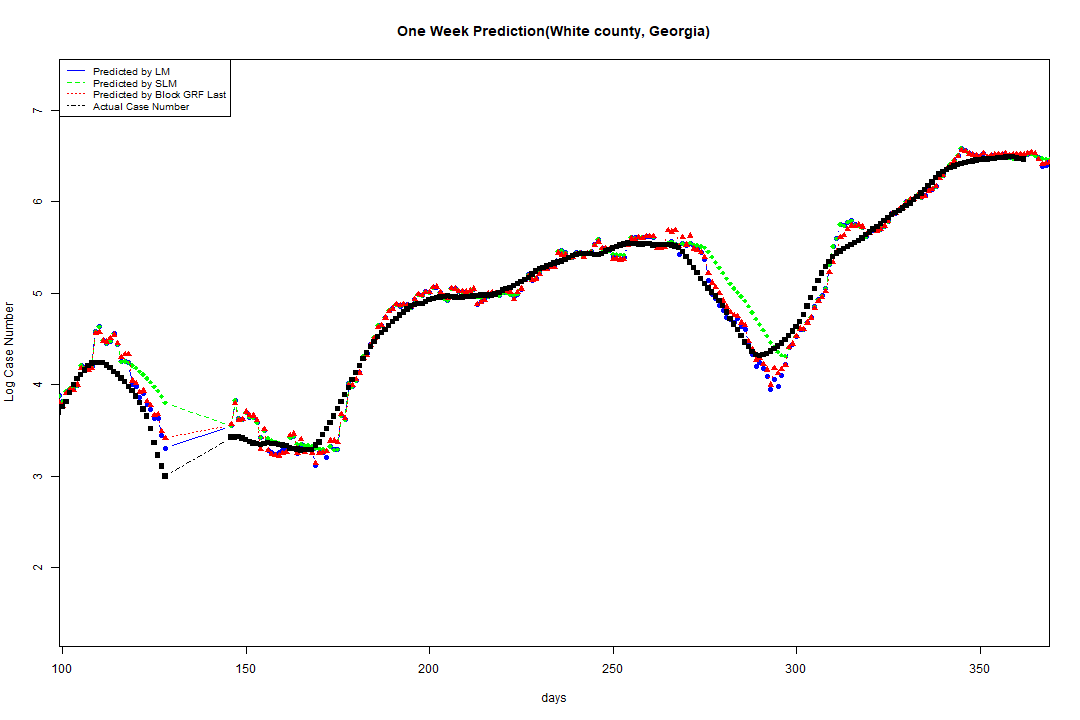 One Week Prediction(White county, Georgia)
Predicted by LM
Predicted by SLM
Predicted by Block GRF Last
Actual Case Number
Log Case Number
7
6
5
4
3
2
100 150 200 250 300 350
days